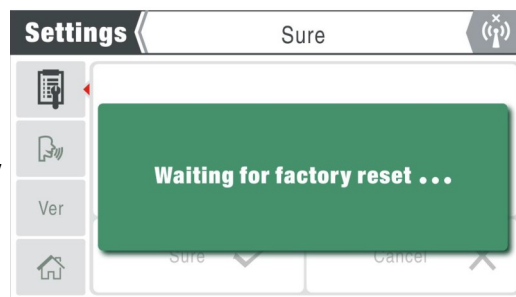 Settings
Sure
Waiting for factory reset ...
Ver
Sure
Cancel